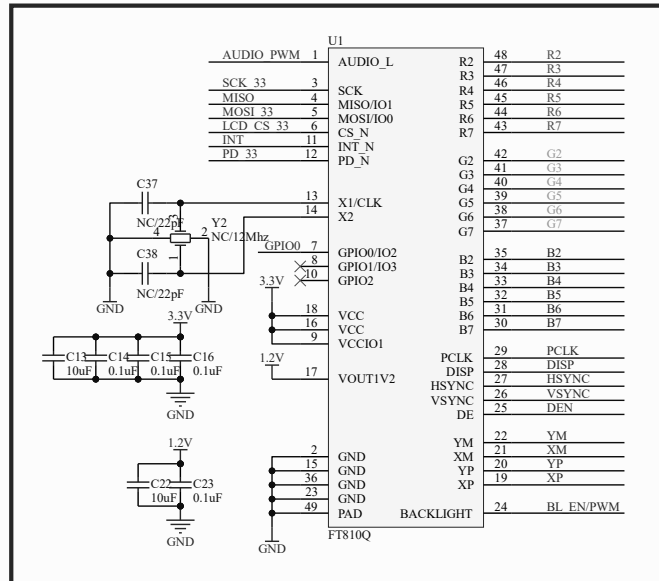 U1
AUDIO_PWM 1 AUDIO_L R2 48 R2
R3 47 R3
SCK_33 3 SCK R4 46 R4
MISO 4 MISO/IO1 R5 45 R5
MOSI_33 5 MOSI/IO0 R6 44 R6
LCD_CS_33 6 CS_N R7 43 R7
INT 11 INT_N
PD_33 12 PD_N G2 42 G2
G3 41 G3
G4 40 G4
C37 13 X1/CLK G5 39 G5
NC/22pF 14 X2 G6 38 G6
G7 37 G7
3 Y2
4 2 NC/12Mhz
1
GPIO0 7 GPIO0/IO2 B2 35 B2
C38 8 GPIO1/IO3 B3 34 B3
NC/22pF 10 GPIO2 B4 33 B4
GND GND 3.3V B5 32 B5
18 VCC B6 31 B6
3.3V 16 VCC B7 30 B7
9 VCCIO1
C13 C14 C15 C16 1.2V PCLK 29 PCLK
10uF 0.1uF 0.1uF 0.1uF 17 VOUT1V2 DISP 28 DISP
HSYNC 27 HSYNC
VSYNC 26 VSYNC
GND DE 25 DEN
1.2V YM 22 YM
2 GND XM 21 XM
15 GND YP 20 YP
C22 C23 36 GND XP 19 XP
10uF 0.1uF 23 GND
49 PAD BACKLIGHT 24 BL_EN/PWM
GND GND FT810Q